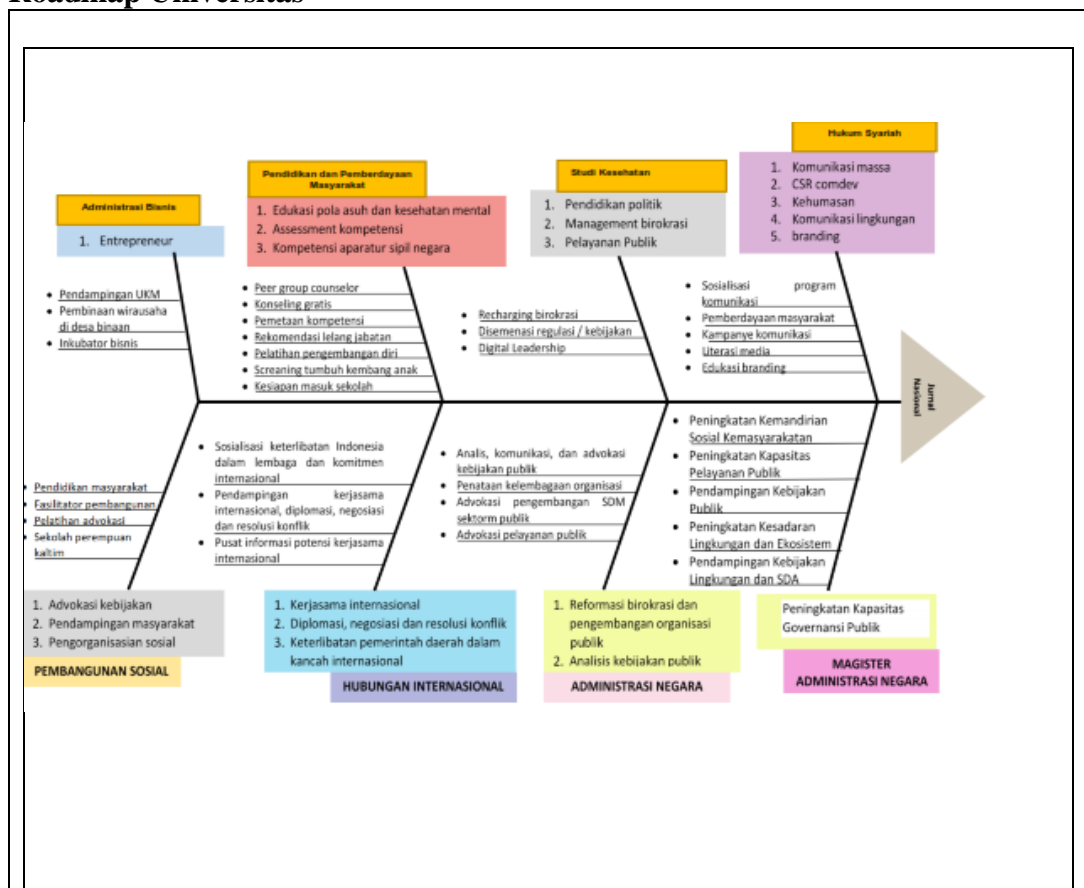 Roadmap Universitas
Hukum Syariah
1. Komunikasi massa
2. CSR comdev
3. Kehumasan
4. Komunikasi lingkungan
5. branding
Pendidikan dan Pemberdayaan
Masyarakat
1. Edukasi pola asuh dan kesehatan mental
2. Assessment kompetensi
3. Kompetensi aparatur sipil negara
Studi Kesehatan
1. Pendidikan politik
2. Management birokrasi
3. Pelayanan Publik
Administrasi Bisnis
1. Entrepreneur
• Pendampingan UKM
• Pembinaan wirausaha
di desa binaan
• Inkubator bisnis
• Peer group counselor
• Konseling gratis
• Pemetaan kompetensi
• Rekomendasi lelang jabatan
• Pelatihan pengembangan diri
• Screaning tumbuh kembang anak
• Kesiapan masuk sekolah
• Recharging birokrasi
• Disemenasi regulasi / kebijakan
• Digital Leadership
• Sosialisasi program
komunikasi
• Pemberdayaan masyarakat
• Kampanye komunikasi
• Literasi media
• Edukasi branding
Jurnal
Nasional
• Pendidikan masyarakat
• Fasilitator pembangunan
• Pelatihan advokasi
• Sekolah perempuan
kaltim
• Sosialisasi keterlibatan Indonesia
dalam lembaga dan komitmen
internasional
• Pendampingan kerjasama
internasional, diplomasi, negosiasi
dan resolusi konflik
• Pusat informasi potensi kerjasama
internasional
• Analis, komunikasi, dan advokasi
kebijakan publik
• Penataan kelembagaan organisasi
• Advokasi pengembangan SDM
sektorm publik
• Advokasi pelayanan publik
• Peningkatan Kemandirian
Sosial Kemasyarakatan
• Peningkatan Kapasitas
Pelayanan Publik
• Pendampingan Kebijakan
Publik
• Peningkatan Kesadaran
Lingkungan dan Ekosistem
• Pendampingan Kebijakan
Lingkungan dan SDA
1. Advokasi kebijakan
2. Pendampingan masyarakat
3. Pengorganisasian sosial
PEMBANGUNAN SOSIAL
1. Kerjasama internasional
2. Diplomasi, negosiasi dan resolusi konflik
3. Keterlibatan pemerintah daerah dalam
kancah internasional
HUBUNGAN INTERNASIONAL
1. Reformasi birokrasi dan
pengembangan organisasi
publik
2. Analisis kebijakan publik
ADMINISTRASI NEGARA
Peningkatan Kapasitas
Governansi Publik
MAGISTER
ADMINISTRASI NEGARA